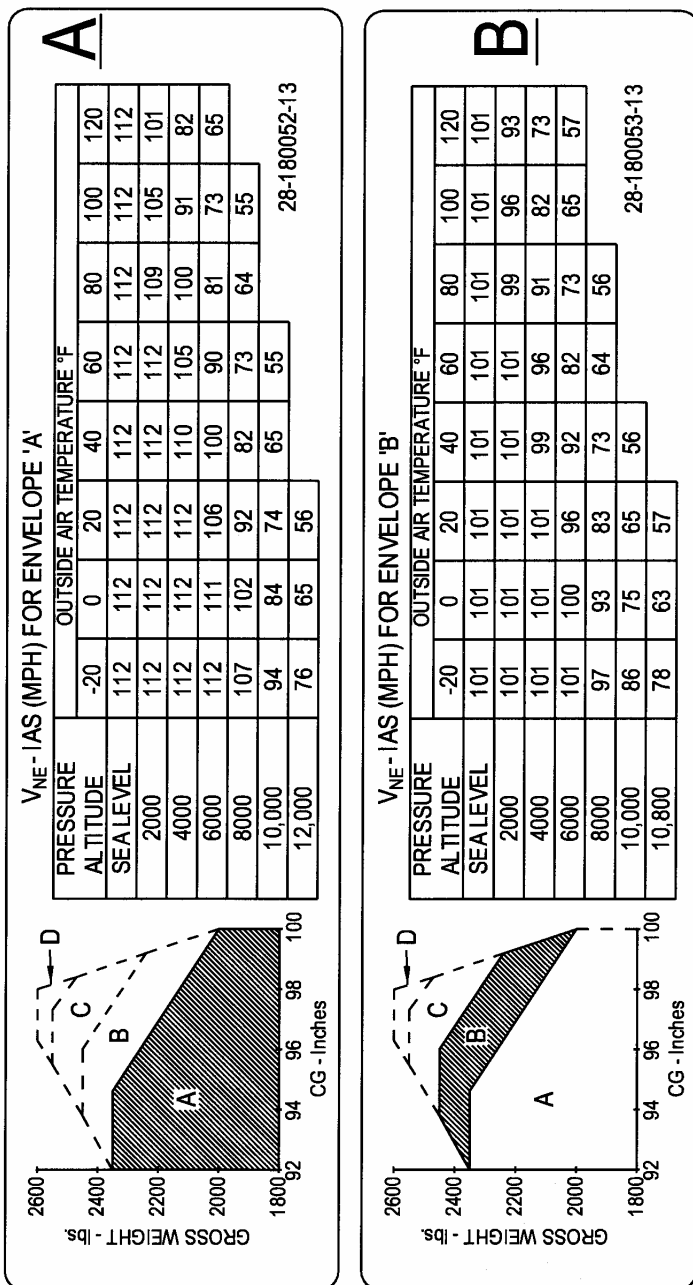 A
V_NE - IAS (MPH) FOR ENVELOPE 'A'
PRESSURE ALTITUDE | OUTSIDE AIR TEMPERATURE °F
-20 | 0 | 20 | 40 | 60 | 80 | 100 | 120
SEA LEVEL | 112 | 112 | 112 | 112 | 112 | 112 | 112 | 112
2000 | 112 | 112 | 112 | 112 | 112 | 109 | 105 | 101
4000 | 112 | 112 | 112 | 110 | 105 | 100 | 91 | 82
6000 | 112 | 111 | 106 | 100 | 90 | 81 | 73 | 65
8000 | 107 | 102 | 92 | 82 | 73 | 64 | 55
10,000 | 94 | 84 | 74 | 65 | 55
12,000 | 76 | 65 | 56
28-180052-13
GROSS WEIGHT - lbs.
2600
2400
2200
2000
1800
92 94 96 98 100
CG - Inches
A
B
C
D
B
V_NE - IAS (MPH) FOR ENVELOPE 'B'
PRESSURE ALTITUDE | OUTSIDE AIR TEMPERATURE °F
-20 | 0 | 20 | 40 | 60 | 80 | 100 | 120
SEA LEVEL | 101 | 101 | 101 | 101 | 101 | 101 | 101 | 101
2000 | 101 | 101 | 101 | 101 | 101 | 99 | 96 | 93
4000 | 101 | 101 | 101 | 99 | 96 | 91 | 82 | 73
6000 | 101 | 100 | 96 | 92 | 82 | 73 | 65 | 57
8000 | 97 | 93 | 83 | 73 | 64 | 56
10,000 | 86 | 75 | 65 | 56
10,800 | 78 | 63 | 57
28-180053-13
GROSS WEIGHT - lbs.
2600
2400
2200
2000
1800
92 94 96 98 100
CG - Inches
A
B
C
D